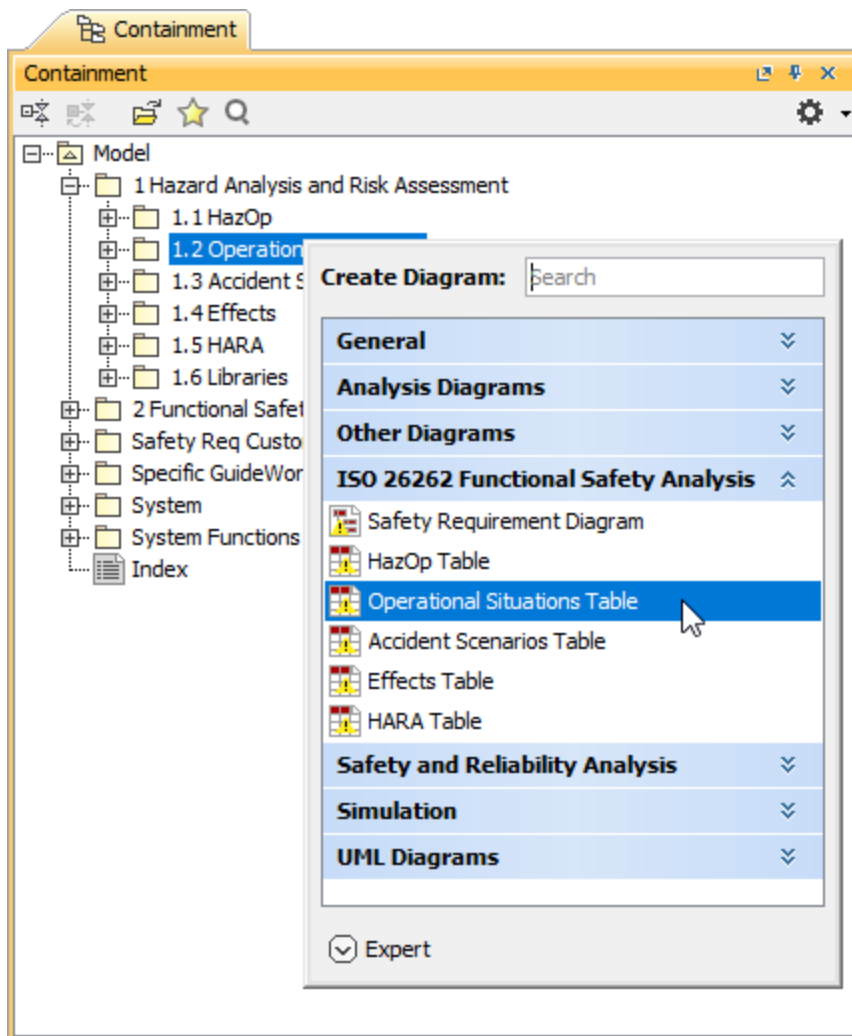 Containment
Containment
Model
1 Hazard Analysis and Risk Assessment
1.1 HazOp
1.2 Operation
1.3 Accident S
1.4 Effects
1.5 HARA
1.6 Libraries
2 Functional Safet
Safety Req Custo
Specific GuideWor
System
System Functions
Index
Create Diagram: Search
General
Analysis Diagrams
Other Diagrams
ISO 26262 Functional Safety Analysis
Safety Requirement Diagram
HazOp Table
Operational Situations Table
Accident Scenarios Table
Effects Table
HARA Table
Safety and Reliability Analysis
Simulation
UML Diagrams
Expert